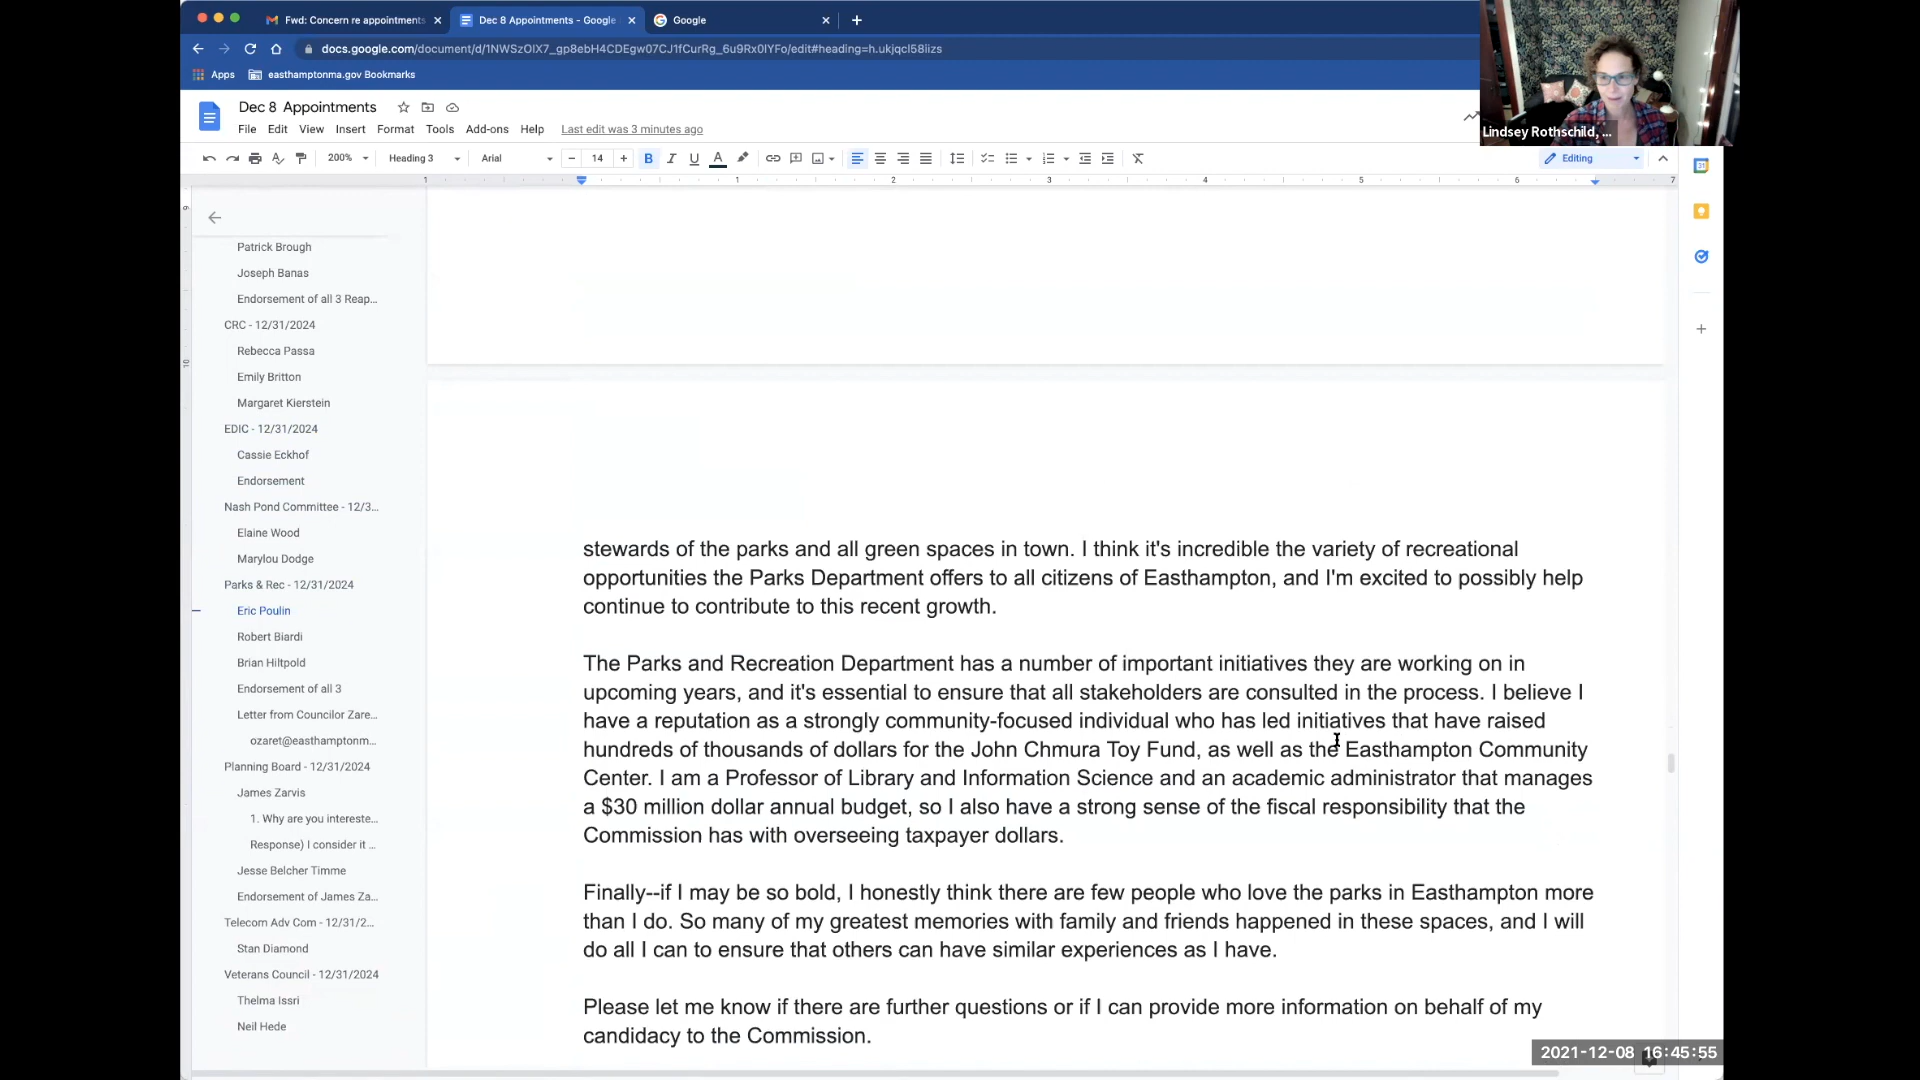 Fwd: Concern re appointments
Dec 8 Appointments - Google
Google
docs.google.com/document/d/1NWSzOIX7_gp8ebH4CDEgw07CJ1fCurRg_6u9Rx0IYFo/edit#heading=h.ukjqcl58lizs
Apps
easthamptonma.gov Bookmarks
Dec 8 Appointments
File Edit View Insert Format Tools Add-ons Help Last edit was 3 minutes ago
Lindsey Rothschild, ...
200% Heading 3 Arial 14 B I U A Editing
1 1 2 3 4 5 6 7
Patrick Brough
Joseph Banas
Endorsement of all 3 Reap...
CRC - 12/31/2024
Rebecca Passa
Emily Britton
Margaret Kierstein
EDIC - 12/31/2024
Cassie Eckhof
Endorsement
Nash Pond Committee - 12/3...
Elaine Wood
Marylou Dodge
Parks & Rec - 12/31/2024
Eric Poulin
Robert Biardi
Brian Hiltpold
Endorsement of all 3
Letter from Councilor Zare...
ozaret@easthamptonm...
Planning Board - 12/31/2024
James Zarvis
1. Why are you intereste...
Response) I consider it ...
Jesse Belcher Timme
Endorsement of James Za...
Telecom Adv Com - 12/31/2...
Stan Diamond
Veterans Council - 12/31/2024
Thelma Issri
Neil Hede
stewards of the parks and all green spaces in town. I think it's incredible the variety of recreational
opportunities the Parks Department offers to all citizens of Easthampton, and I'm excited to possibly help
continue to contribute to this recent growth.
The Parks and Recreation Department has a number of important initiatives they are working on in
upcoming years, and it's essential to ensure that all stakeholders are consulted in the process. I believe I
have a reputation as a strongly community-focused individual who has led initiatives that have raised
hundreds of thousands of dollars for the John Chmura Toy Fund, as well as the Easthampton Community
Center. I am a Professor of Library and Information Science and an academic administrator that manages
a $30 million dollar annual budget, so I also have a strong sense of the fiscal responsibility that the
Commission has with overseeing taxpayer dollars.
Finally--if I may be so bold, I honestly think there are few people who love the parks in Easthampton more
than I do. So many of my greatest memories with family and friends happened in these spaces, and I will
do all I can to ensure that others can have similar experiences as I have.
Please let me know if there are further questions or if I can provide more information on behalf of my
candidacy to the Commission.
2021-12-08 16:45:55